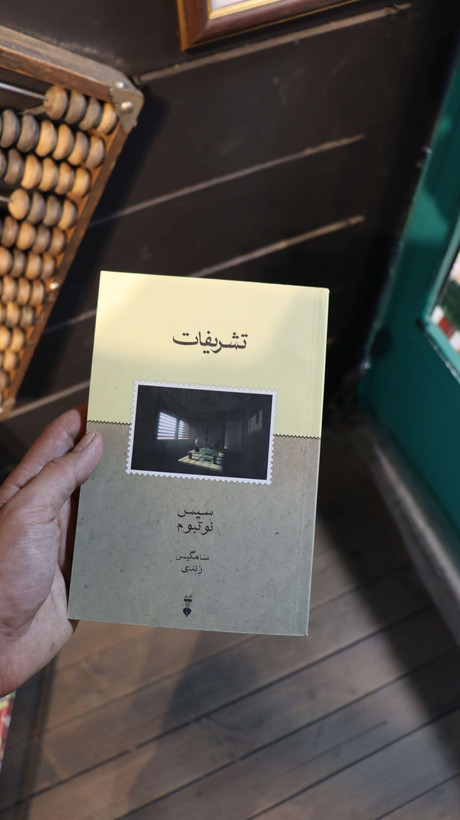 تشریفات
سیس
نوتبوم
سامگیس
زندی